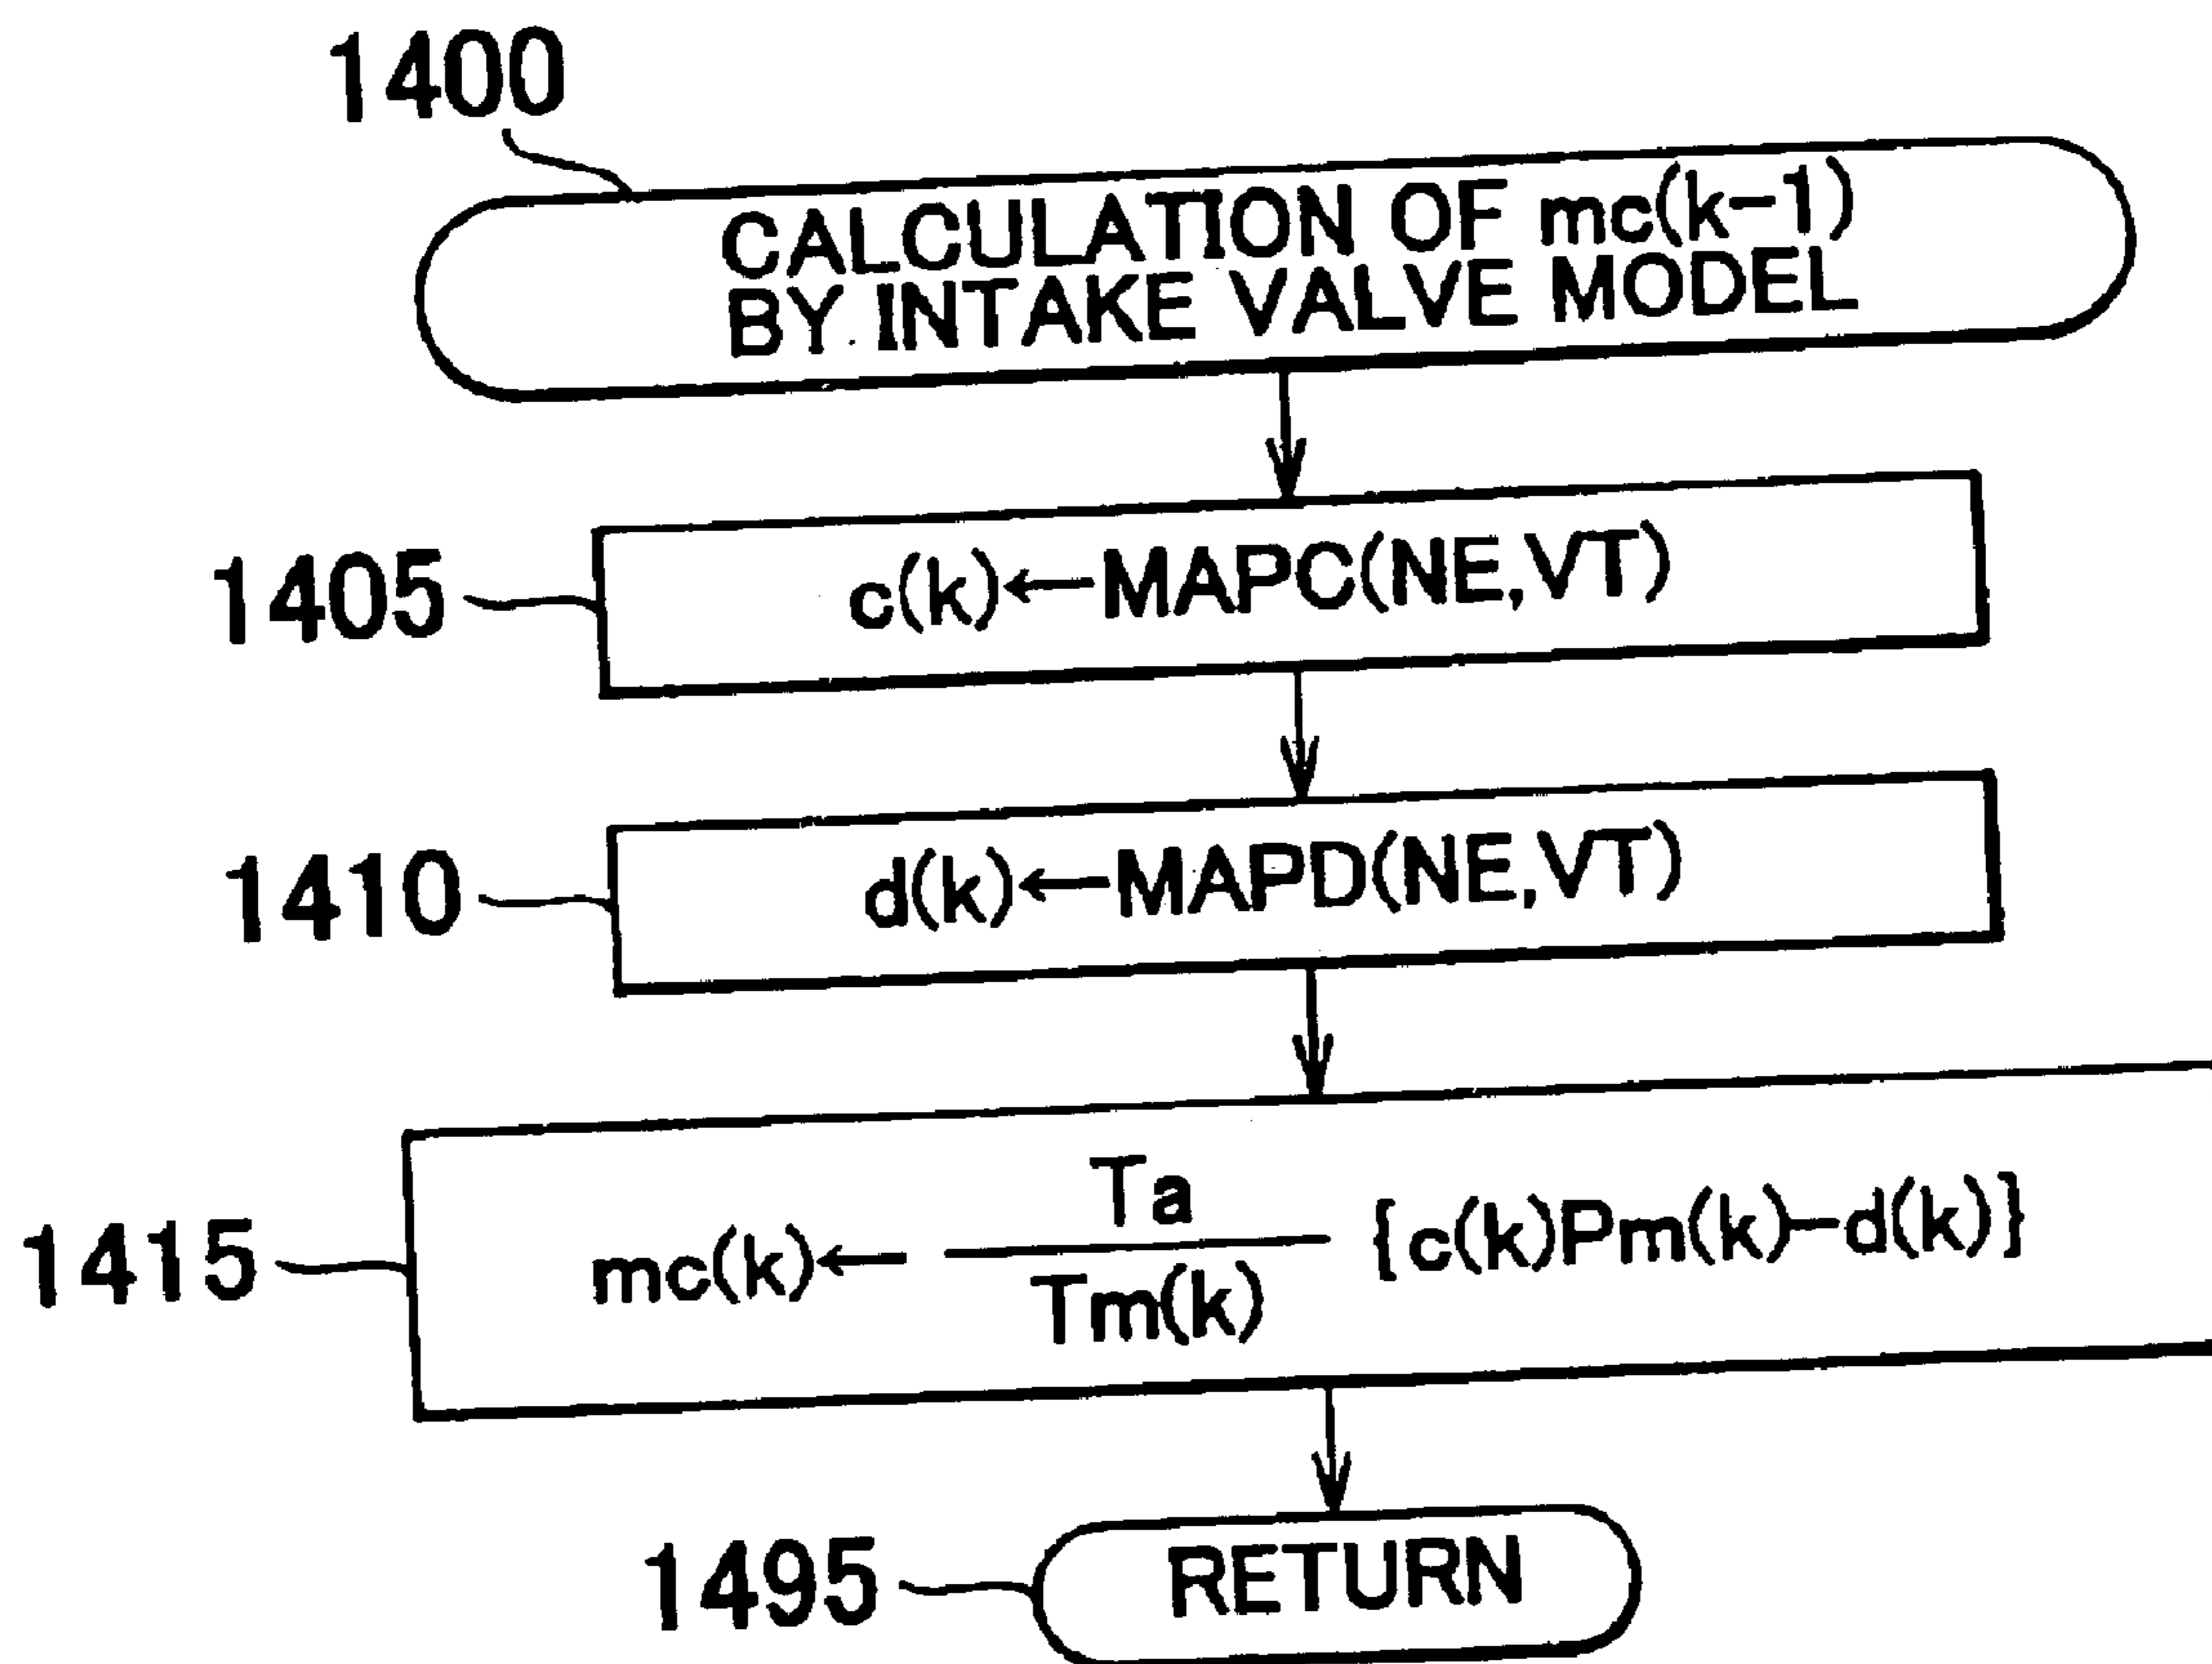 1400
CALCULATION OF mc(k-1)
BY INTAKE VALVE MODEL
1405
c(k)←MAPC(NE,VT)
1410
d(k)←MAPD(NE,VT)
1415
mc(k)← Ta/Tm(k) {c(k)Pm(k)-d(k)}
1495
RETURN